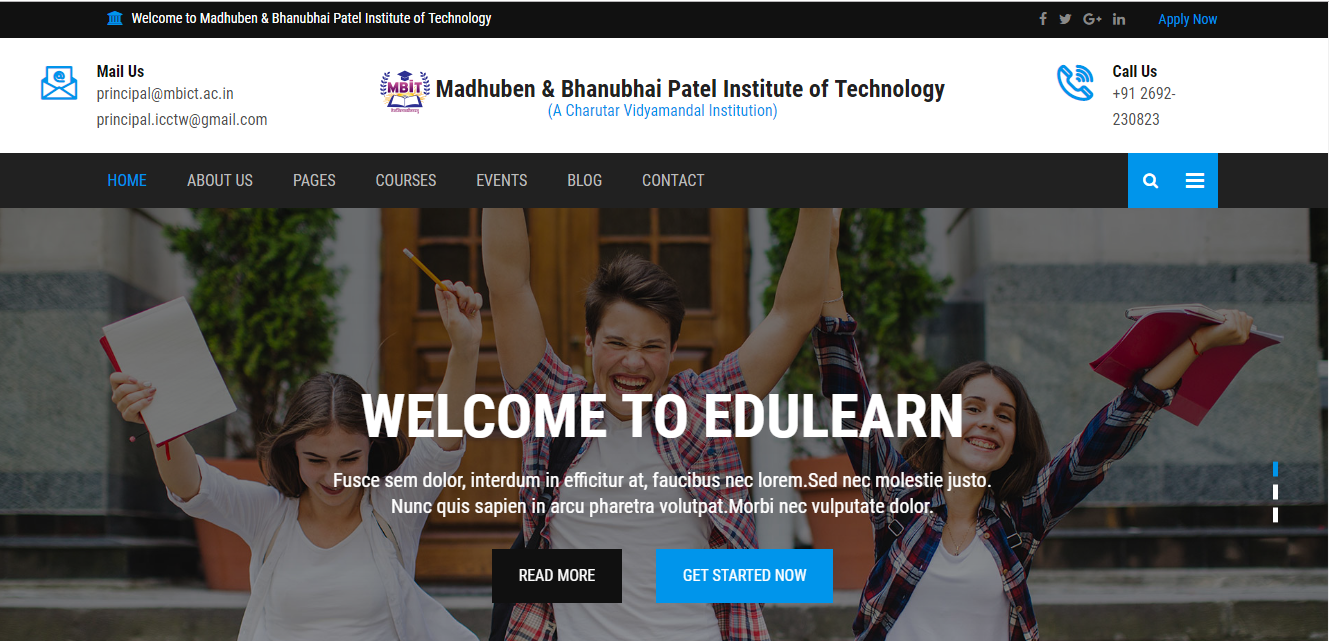 Welcome to Madhuben & Bhanubhai Patel Institute of Technology
Apply Now
Mail Us
principal@mbict.ac.in
principal.icctw@gmail.com
MBIT
Madhuben & Bhanubhai Patel Institute of Technology
(A Charutar Vidyamandal Institution)
Call Us
+91 2692-
230823
HOME ABOUT US PAGES COURSES EVENTS BLOG CONTACT
WELCOME TO EDULEARN
Fusce sem dolor, interdum in efficitur at, faucibus nec lorem.Sed nec molestie justo.
Nunc quis sapien in arcu pharetra volutpat.Morbi nec vulputate dolor.
READ MORE GET STARTED NOW